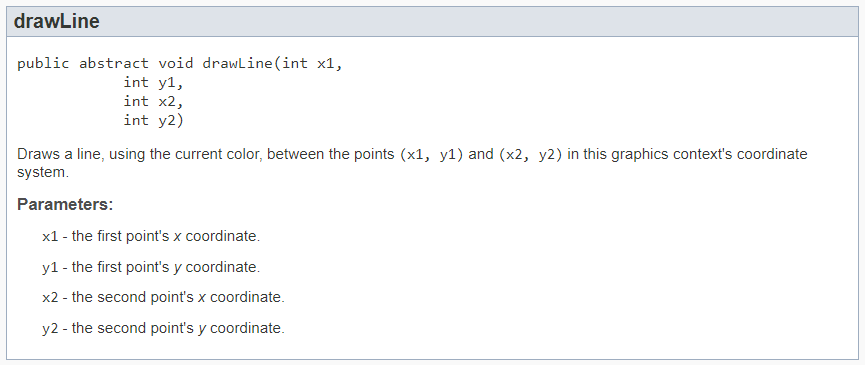 drawLine
public abstract void drawLine(int x1,
int y1,
int x2,
int y2)
Draws a line, using the current color, between the points (x1, y1) and (x2, y2) in this graphics context's coordinate
system.
Parameters:
x1 - the first point's x coordinate.
y1 - the first point's y coordinate.
x2 - the second point's x coordinate.
y2 - the second point's y coordinate.